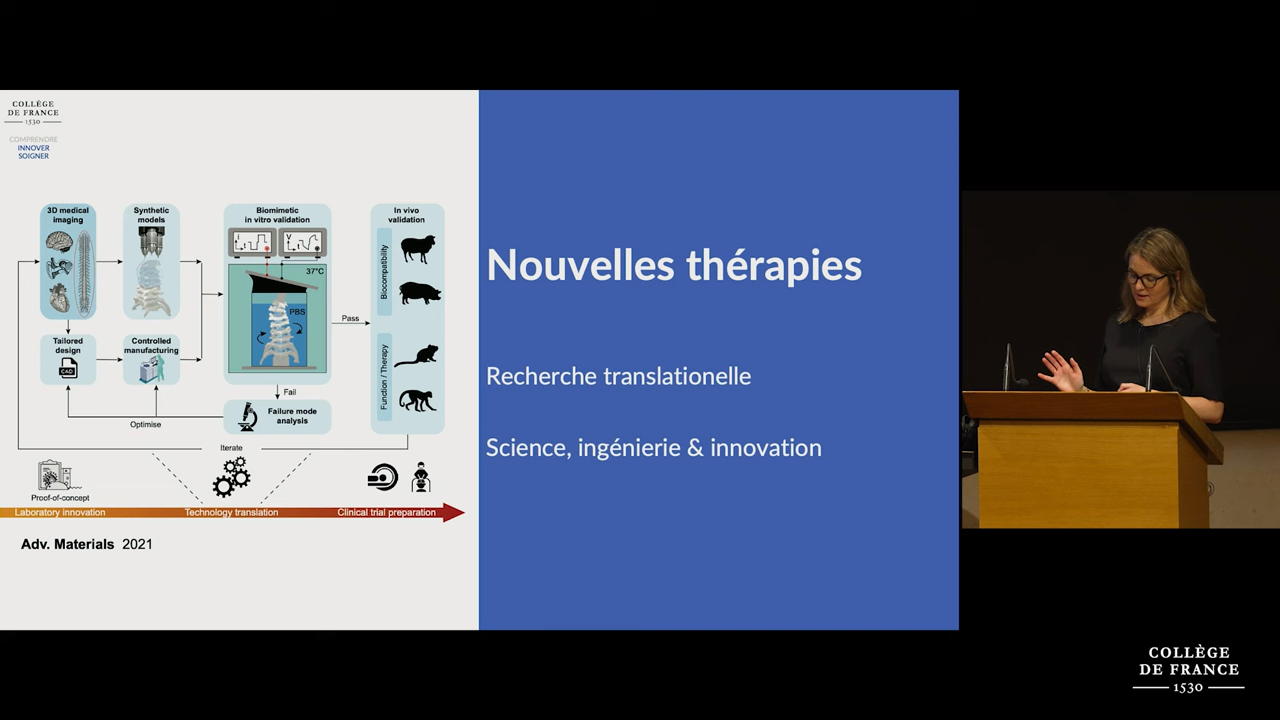 COLLÈGE
DE FRANCE
1530
COMPRENDRE
INNOVER
SOIGNER
3D medical
imaging
Synthetic
models
Biomimetic
in vitro validation
In vivo
validation
37°C
PBS
Biocompatibility
Pass
Tailored
design
CAD
Controlled
manufacturing
Function / Therapy
Fail
Failure mode
analysis
Optimise
Iterate
Proof-of-concept
Laboratory innovation
Technology translation
Clinical trial preparation
Adv. Materials 2021
Nouvelles thérapies
Recherche translationelle
Science, ingénierie & innovation
COLLÈGE
DE FRANCE
1530